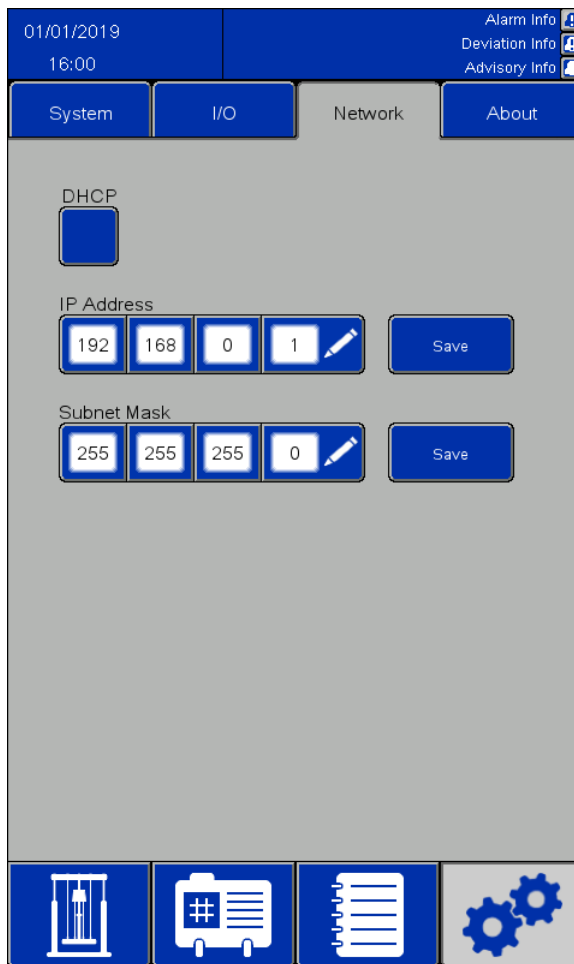 01/01/2019
16:00
Alarm Info
Deviation Info
Advisory Info
System I/O Network About
DHCP
IP Address
192 168 0 1 Save
Subnet Mask
255 255 255 0 Save
#